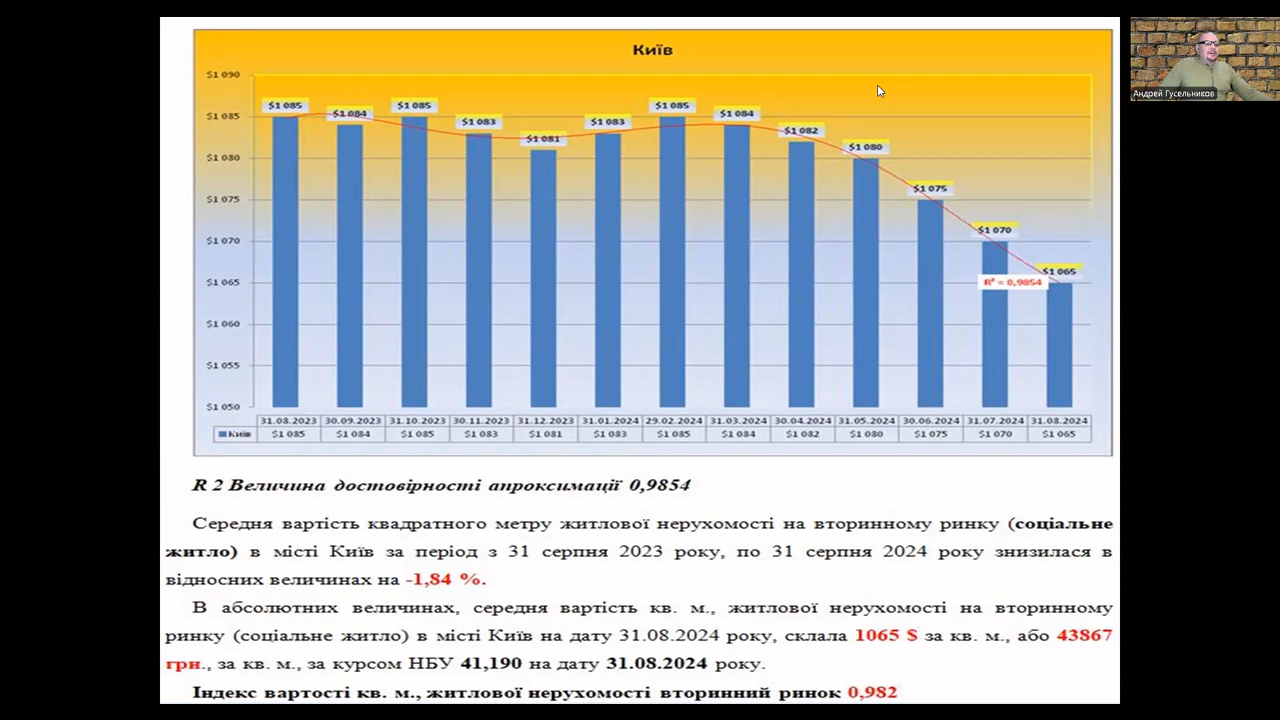 Київ
$1 090
$1 085
$1 080
$1 075
$1 070
$1 065
$1 060
$1 055
$1 050
$1 085
$1 084
$1 085
$1 083
$1 081
$1 083
$1 085
$1 084
$1 082
$1 080
$1 075
$1 070
$1 065
R² = 0,9854
31.08.2023 30.09.2023 31.10.2023 30.11.2023 31.12.2023 31.01.2024 29.02.2024 31.03.2024 30.04.2024 31.05.2024 30.06.2024 31.07.2024 31.08.2024
Київ $1 085 $1 084 $1 085 $1 083 $1 081 $1 083 $1 085 $1 084 $1 082 $1 080 $1 075 $1 070 $1 065
R 2 Величина достовірності апроксимації 0,9854
Середня вартість квадратного метру житлової нерухомості на вторинному ринку (соціальне
житло) в місті Київ за період з 31 серпня 2023 року, по 31 серпня 2024 року знизилася в
відносних величинах на -1,84 %.
В абсолютних величинах, середня вартість кв. м., житлової нерухомості на вторинному
ринку (соціальне житло) в місті Київ на дату 31.08.2024 року, склала 1065 $ за кв. м., або 43867
грн., за кв. м., за курсом НБУ 41,190 на дату 31.08.2024 року.
Індекс вартості кв. м., житлової нерухомості вторинний ринок 0,982
Андрей Гусельников